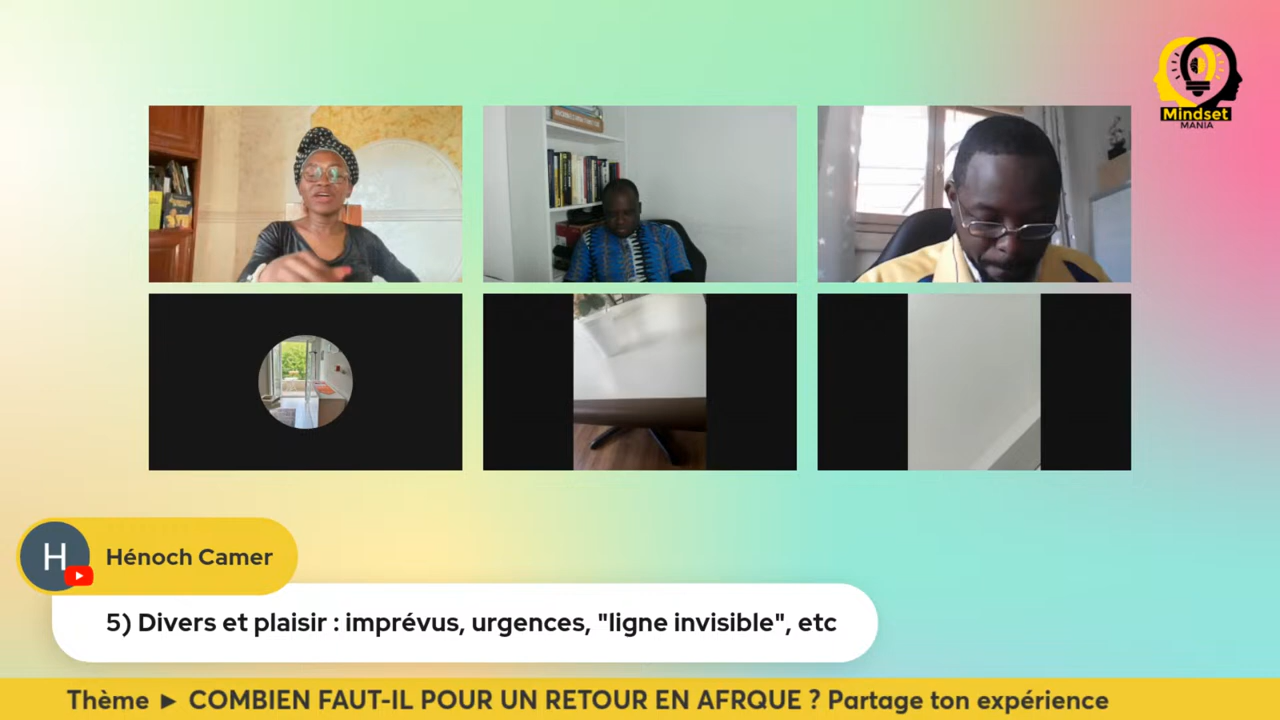 Mindset
MANIA
H
Hénoch Camer
5) Divers et plaisir : imprévus, urgences, "ligne invisible", etc
Thème ► COMBIEN FAUT-IL POUR UN RETOUR EN AFRQUE ? Partage ton expérience